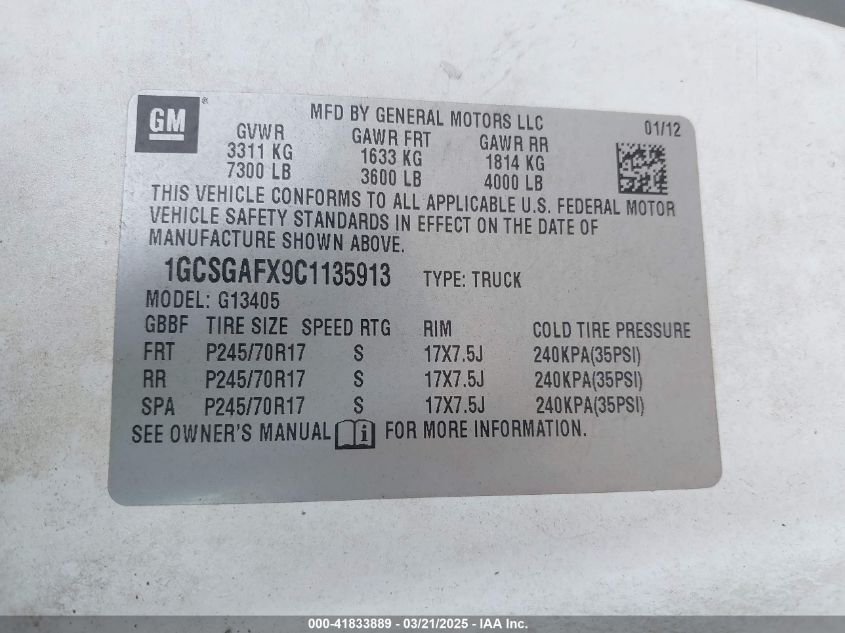 GM ®
MFD BY GENERAL MOTORS LLC 01/12
GVWR GAWR FRT GAWR RR
3311 KG 1633 KG 1814 KG
7300 LB 3600 LB 4000 LB
THIS VEHICLE CONFORMS TO ALL APPLICABLE U.S. FEDERAL MOTOR
VEHICLE SAFETY STANDARDS IN EFFECT ON THE DATE OF
MANUFACTURE SHOWN ABOVE.
1GCSGAFX9C1135913 TYPE: TRUCK
MODEL: G13405
GBBF TIRE SIZE SPEED RTG RIM COLD TIRE PRESSURE
FRT P245/70R17 S 17X7.5J 240KPA(35PSI)
RR P245/70R17 S 17X7.5J 240KPA(35PSI)
SPA P245/70R17 S 17X7.5J 240KPA(35PSI)
SEE OWNER'S MANUAL i FOR MORE INFORMATION.
000-41833889 - 03/21/2025 - IAA Inc.